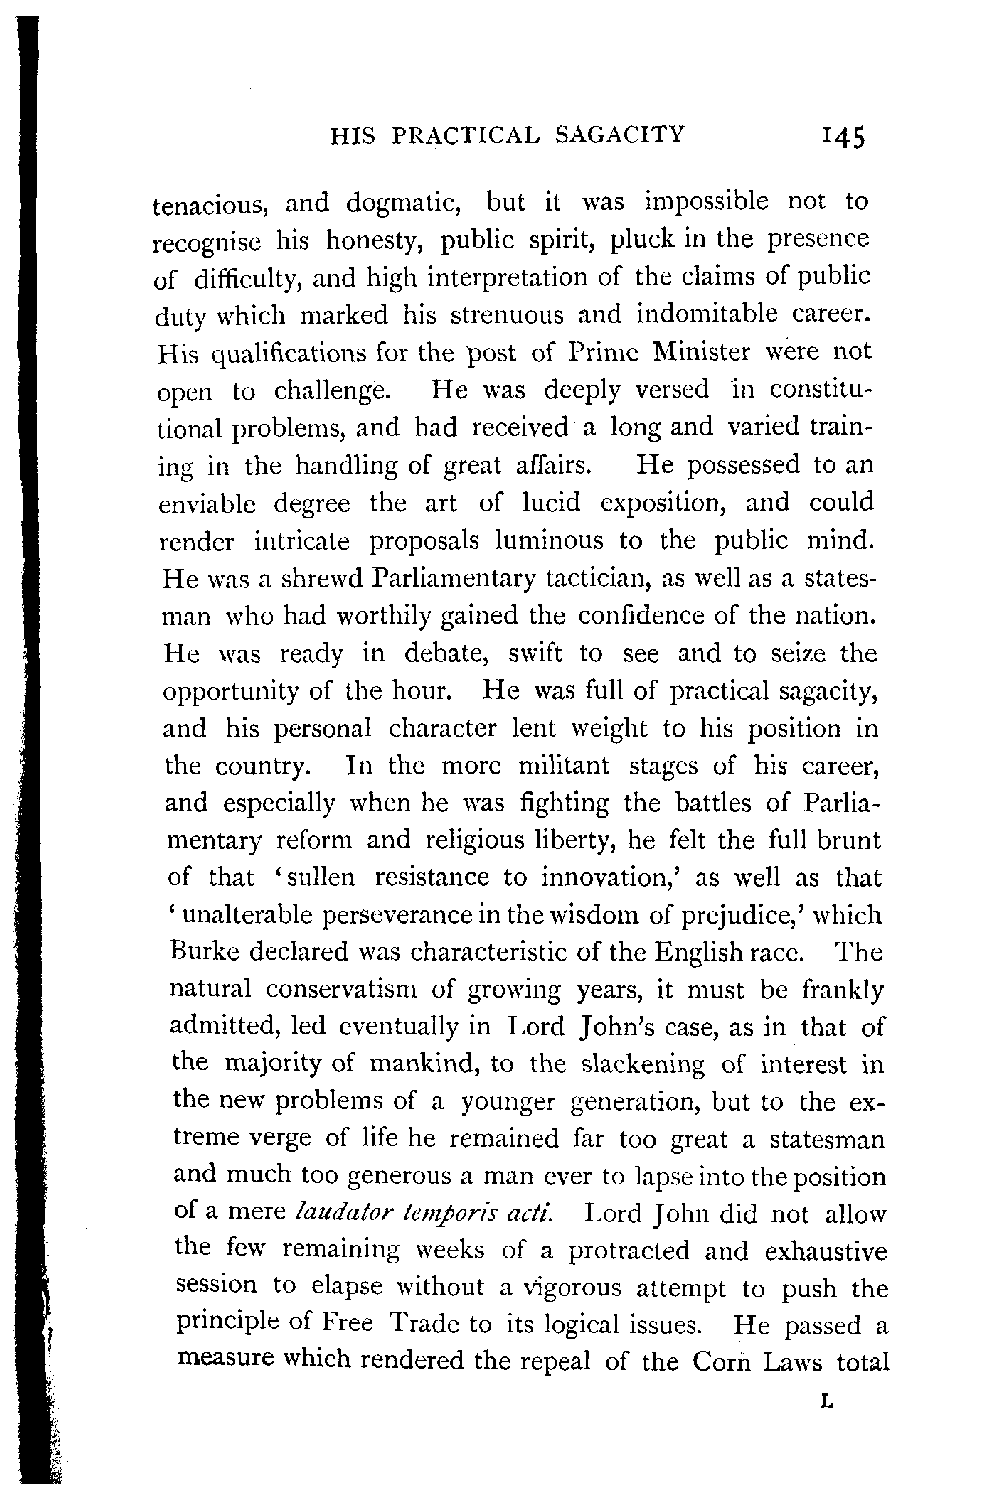 HIS PRACTICAL SAGACITY 145
tenacious, and dogmatic, but it was impossible not to
recognise his honesty, public spirit, pluck in the presence
of difficulty, and high interpretation of the claims of public
duty which marked his strenuous and indomitable career.
His qualifications for the post of Prime Minister were not
open to challenge. He was deeply versed in constitu-
tional problems, and had received a long and varied train-
ing in the handling of great affairs. He possessed to an
enviable degree the art of lucid exposition, and could
render intricate proposals luminous to the public mind.
He was a shrewd Parliamentary tactician, as well as a states-
man who had worthily gained the confidence of the nation.
He was ready in debate, swift to see and to seize the
opportunity of the hour. He was full of practical sagacity,
and his personal character lent weight to his position in
the country. In the more militant stages of his career,
and especially when he was fighting the battles of Parlia-
mentary reform and religious liberty, he felt the full brunt
of that ‘sullen resistance to innovation,’ as well as that
‘unalterable perseverance in the wisdom of prejudice,’ which
Burke declared was characteristic of the English race. The
natural conservatism of growing years, it must be frankly
admitted, led eventually in Lord John’s case, as in that of
the majority of mankind, to the slackening of interest in
the new problems of a younger generation, but to the ex-
treme verge of life he remained far too great a statesman
and much too generous a man ever to lapse into the position
of a mere laudator temporis acti. Lord John did not allow
the few remaining weeks of a protracted and exhaustive
session to elapse without a vigorous attempt to push the
principle of Free Trade to its logical issues. He passed a
measure which rendered the repeal of the Corn Laws total
L